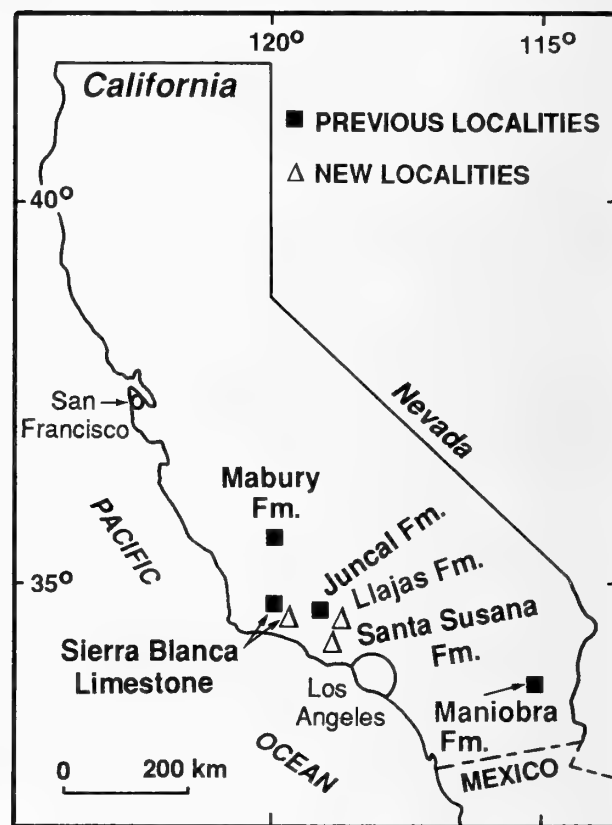 120° 115°
California
■ PREVIOUS LOCALITIES
△ NEW LOCALITIES
40°
Nevada
San
Francisco
Mabury
Fm.
PACIFIC
Juncal Fm.
Llajas Fm.
35°
Santa Susana
Fm.
Sierra Blanca
Limestone
Los
Angeles
Maniobra
Fm.
OCEAN
MEXICO
0 200 km